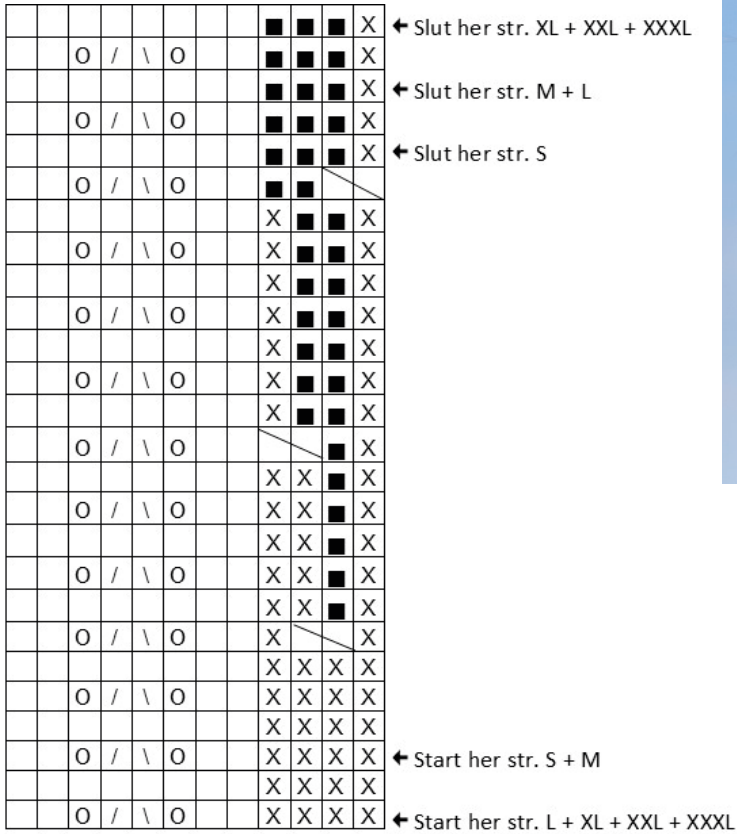 ■ ■ ■ X ← Slut her str. XL + XXL + XXXL
O / \ O ■ ■ ■ X
■ ■ ■ X ← Slut her str. M + L
O / \ O ■ ■ ■ X
■ ■ ■ X ← Slut her str. S
O / \ O ■ ■
X ■ ■ X
O / \ O X ■ ■ X
X ■ ■ X
O / \ O X ■ ■ X
X ■ ■ X
O / \ O X ■ ■ X
X ■ ■ X
O / \ O ■ X
X X ■ X
O / \ O X X ■ X
X X ■ X
O / \ O X X ■ X
X X ■ X
O / \ O X X
X X X X
O / \ O X X X X
X X X X
O / \ O X X X X ← Start her str. S + M
X X X X
O / \ O X X X X ← Start her str. L + XL + XXL + XXXL